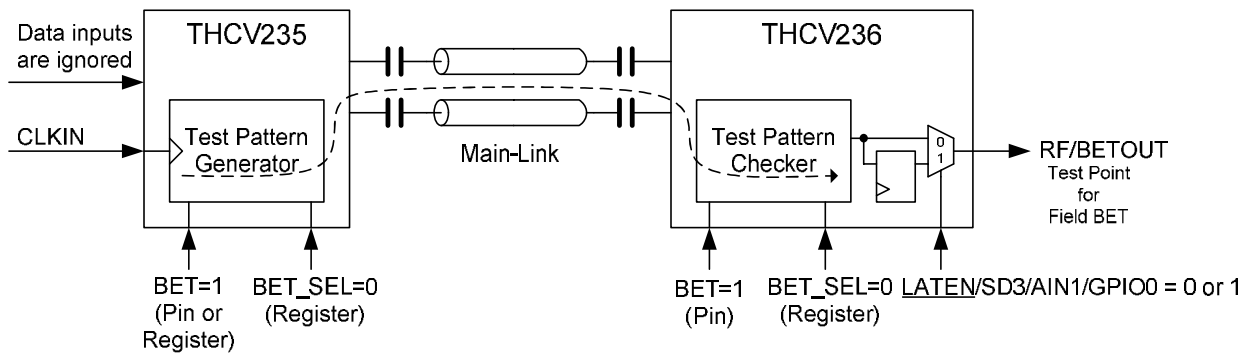 Data inputs
are ignored
THCV235
THCV236
CLKIN
Test Pattern
Generator
Main-Link
Test Pattern
Checker
0
1
RF/BETOUT
Test Point
for
Field BET
BET=1
(Pin or
Register)
BET_SEL=0
(Register)
BET=1
(Pin)
BET_SEL=0
(Register)
LATEN/SD3/AIN1/GPIO0 = 0 or 1